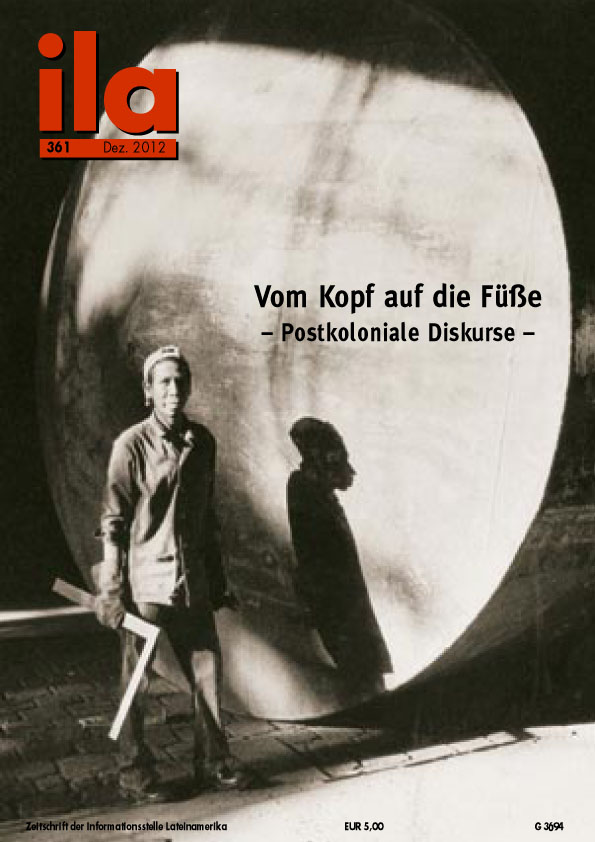 ila
361 Dez. 2012
Vom Kopf auf die Füße
– Postkoloniale Diskurse –
Zeitschrift der Informationsstelle Lateinamerika EUR 5,00 G 3694